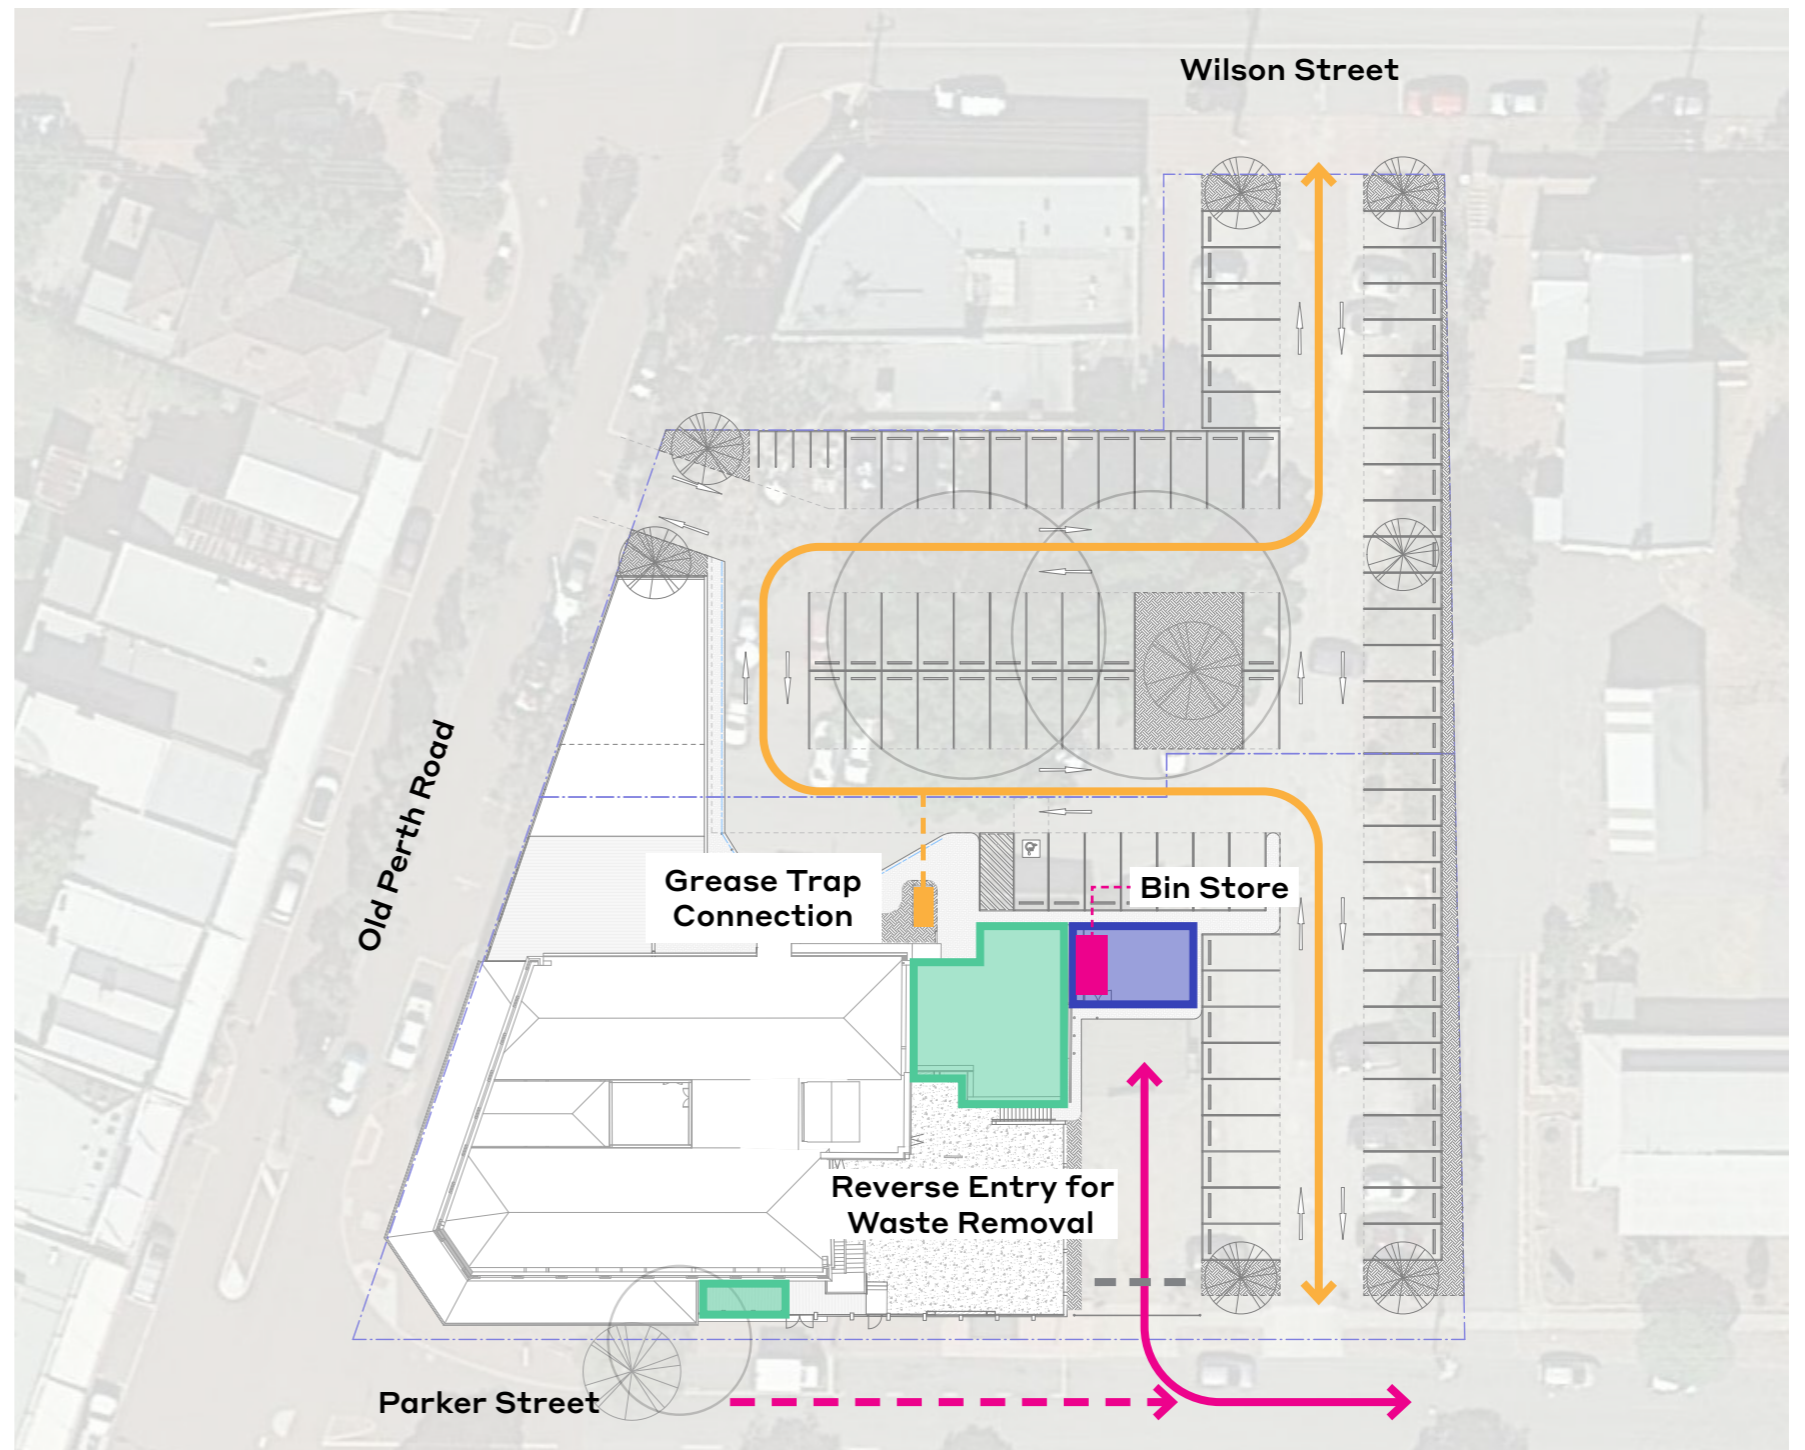 Wilson Street
Old Perth Road
Grease Trap
Connection
Bin Store
Reverse Entry for
Waste Removal
Parker Street